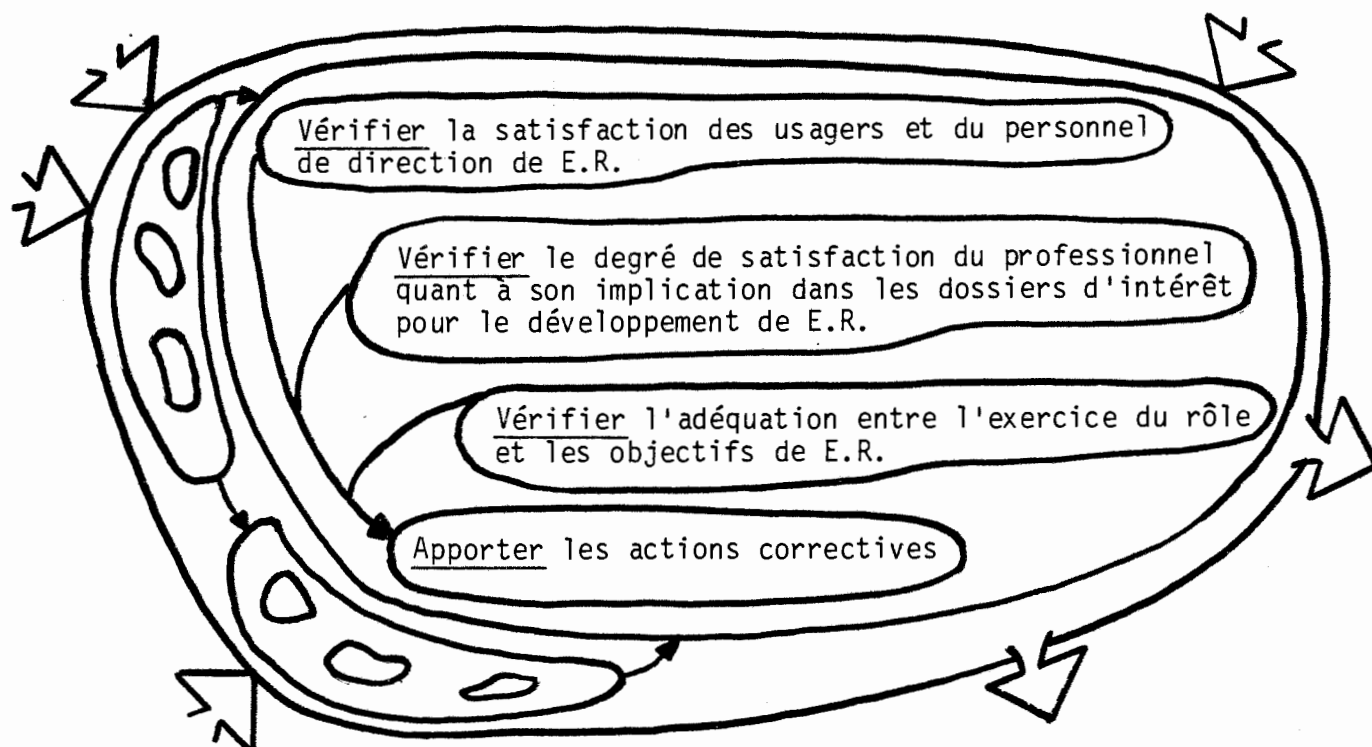 Vérifier la satisfaction des usagers et du personnel
de direction de E.R.
Vérifier le degré de satisfaction du professionnel
quant à son implication dans les dossiers d'intérêt
pour le développement de E.R.
Vérifier l'adéquation entre l'exercice du rôle
et les objectifs de E.R.
Apporter les actions correctives